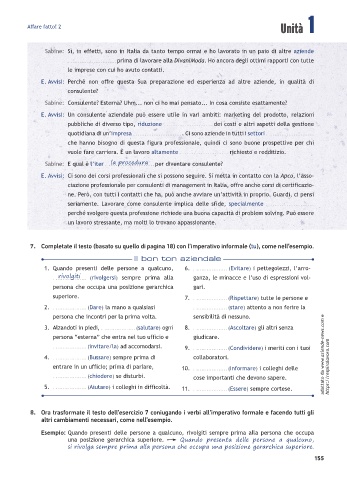 Affare fatto! 2
Unità 1
Sabine: Sì, in effetti, sono in Italia da tanto tempo ormai e ho lavorato in un paio di altre aziende
prima di lavorare alla DivaniModa. Ho ancora degli ottimi rapporti con tutte
le imprese con cui ho avuto contatti.
E. Avvisi: Perché non offre questa Sua preparazione ed esperienza ad altre aziende, in qualità di
consulente?
Sabine: Consulente? Esterna? Uhm... non ci ho mai pensato... In cosa consiste esattamente?
E. Avvisi: Un consulente aziendale può essere utile in vari ambiti: marketing del prodotto, relazioni
pubbliche di diverso tipo, riduzione dei costi e altri aspetti della gestione
quotidiana di un'impresa. Ci sono aziende in tutti i settori
che hanno bisogno di questa figura professionale, quindi ci sono buone prospettive per chi
vuole fare carriera. È un lavoro altamente richiesto e redditizio.
Sabine: E qual è l'iter la procedura per diventare consulente?
E. Avvisi: Ci sono dei corsi professionali che si possono seguire. Si metta in contatto con la Apco, l'asso-
ciazione professionale per consulenti di management in Italia, offre anche corsi di certificazio-
ne. Però, con tutti i contatti che ha, può anche avviare un'attività in proprio. Guardi, ci pensi
seriamente. Lavorare come consulente implica delle sfide, specialmente
perché svolgere questa professione richiede una buona capacità di problem solving. Può essere
un lavoro stressante, ma molti lo trovano appassionante.
7. Completate il testo (basato su quello di pagina 18) con l'imperativo informale (tu), come nell'esempio.
Il bon ton aziendale
1. Quando presenti delle persone a qualcuno,
rivolgiti (rivolgersi) sempre prima alla
persona che occupa una posizione gerarchica
superiore.
2. (Dare) la mano a qualsiasi
persona che incontri per la prima volta.
3. Alzandoti in piedi, (salutare) ogni
persona "esterna" che entra nel tuo ufficio e
(invitare/la) ad accomodarsi.
4. (Bussare) sempre prima di
entrare in un ufficio; prima di parlare,
(chiedere) se disturbi.
5. (Aiutare) i colleghi in difficoltà.
6. (Evitare) i pettegolezzi, l'arro-
ganza, le minacce e l'uso di espressioni vol-
gari.
7. (Rispettare) tutte le persone e
(stare) attento a non ferire la
sensibilità di nessuno.
8. (Ascoltare) gli altri senza
giudicare.
9. (Condividere) i meriti con i tuoi
collaboratori.
10. (Informare) i colleghi delle
cose importanti che devono sapere.
11. (Essere) sempre cortese.
8. Ora trasformate il testo dell'esercizio 7 coniugando i verbi all'imperativo formale e facendo tutti gli
altri cambiamenti necessari, come nell'esempio.
Esempio: Quando presenti delle persone a qualcuno, rivolgiti sempre prima alla persona che occupa
una posizione gerarchica superiore. → Quando presenta delle persone a qualcuno,
si rivolga sempre prima alla persona che occupa una posizione gerarchica superiore.
155